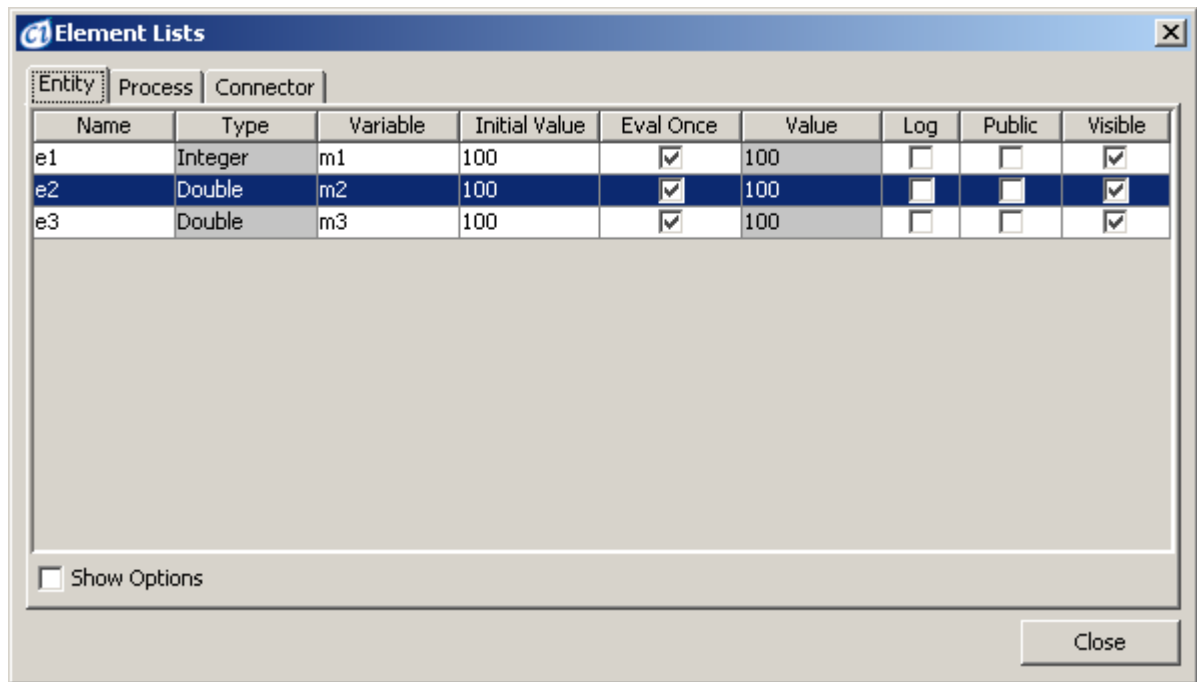 Element Lists
Entity Process Connector
Name Type Variable Initial Value Eval Once Value Log Public Visible
e1 Integer m1 100 100
e2 Double m2 100 100
e3 Double m3 100 100
Show Options
Close